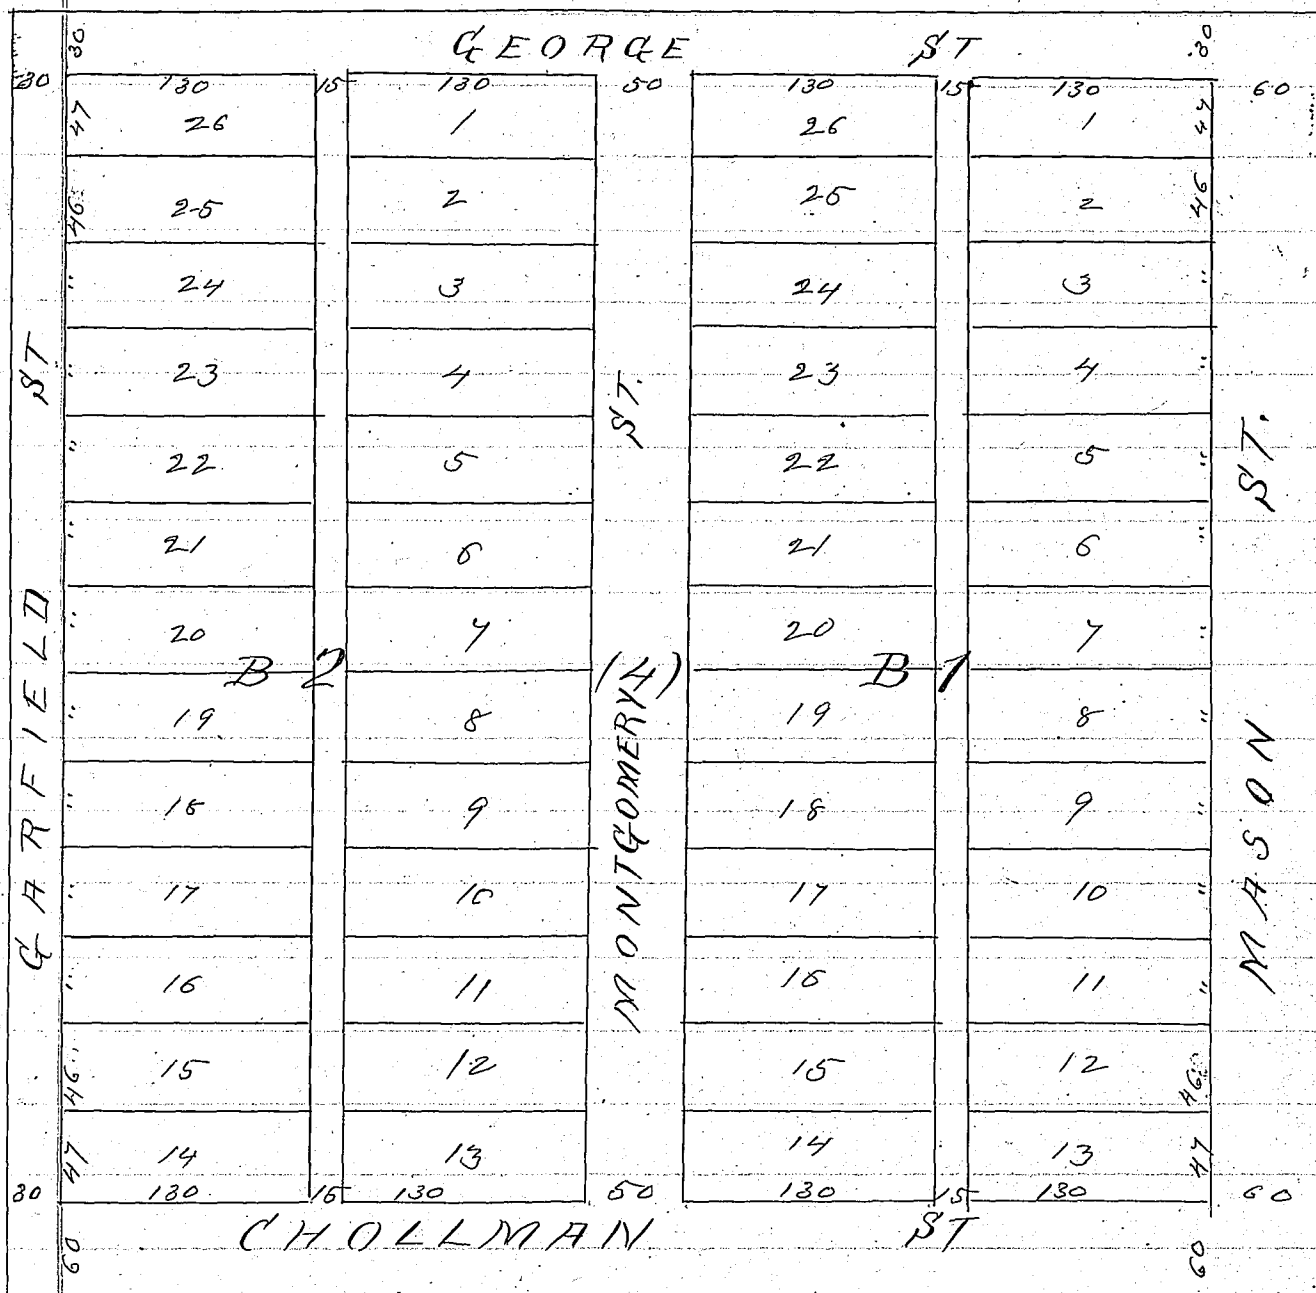 GEORGE ST
30 30
30 130 15 130 50 130 15 130 60
47 26 1 26 1 47
46 25 2 25 2 46
" 24 3 24 3 "
" 23 4 23 4 "
" 22 5 22 5 "
" 21 6 21 6 "
" 20 7 20 7 "
B 2 (4) B 1
" 19 8 19 8 "
" 18 9 18 9 "
" 17 10 17 10 "
" 16 11 16 11 "
46 15 12 15 12 46
47 14 13 14 13 47
30 130 15 130 50 130 15 130 60
CHOLLMAN ST
60 60
GARFIELD ST
MONTGOMERY ST.
MASON ST.